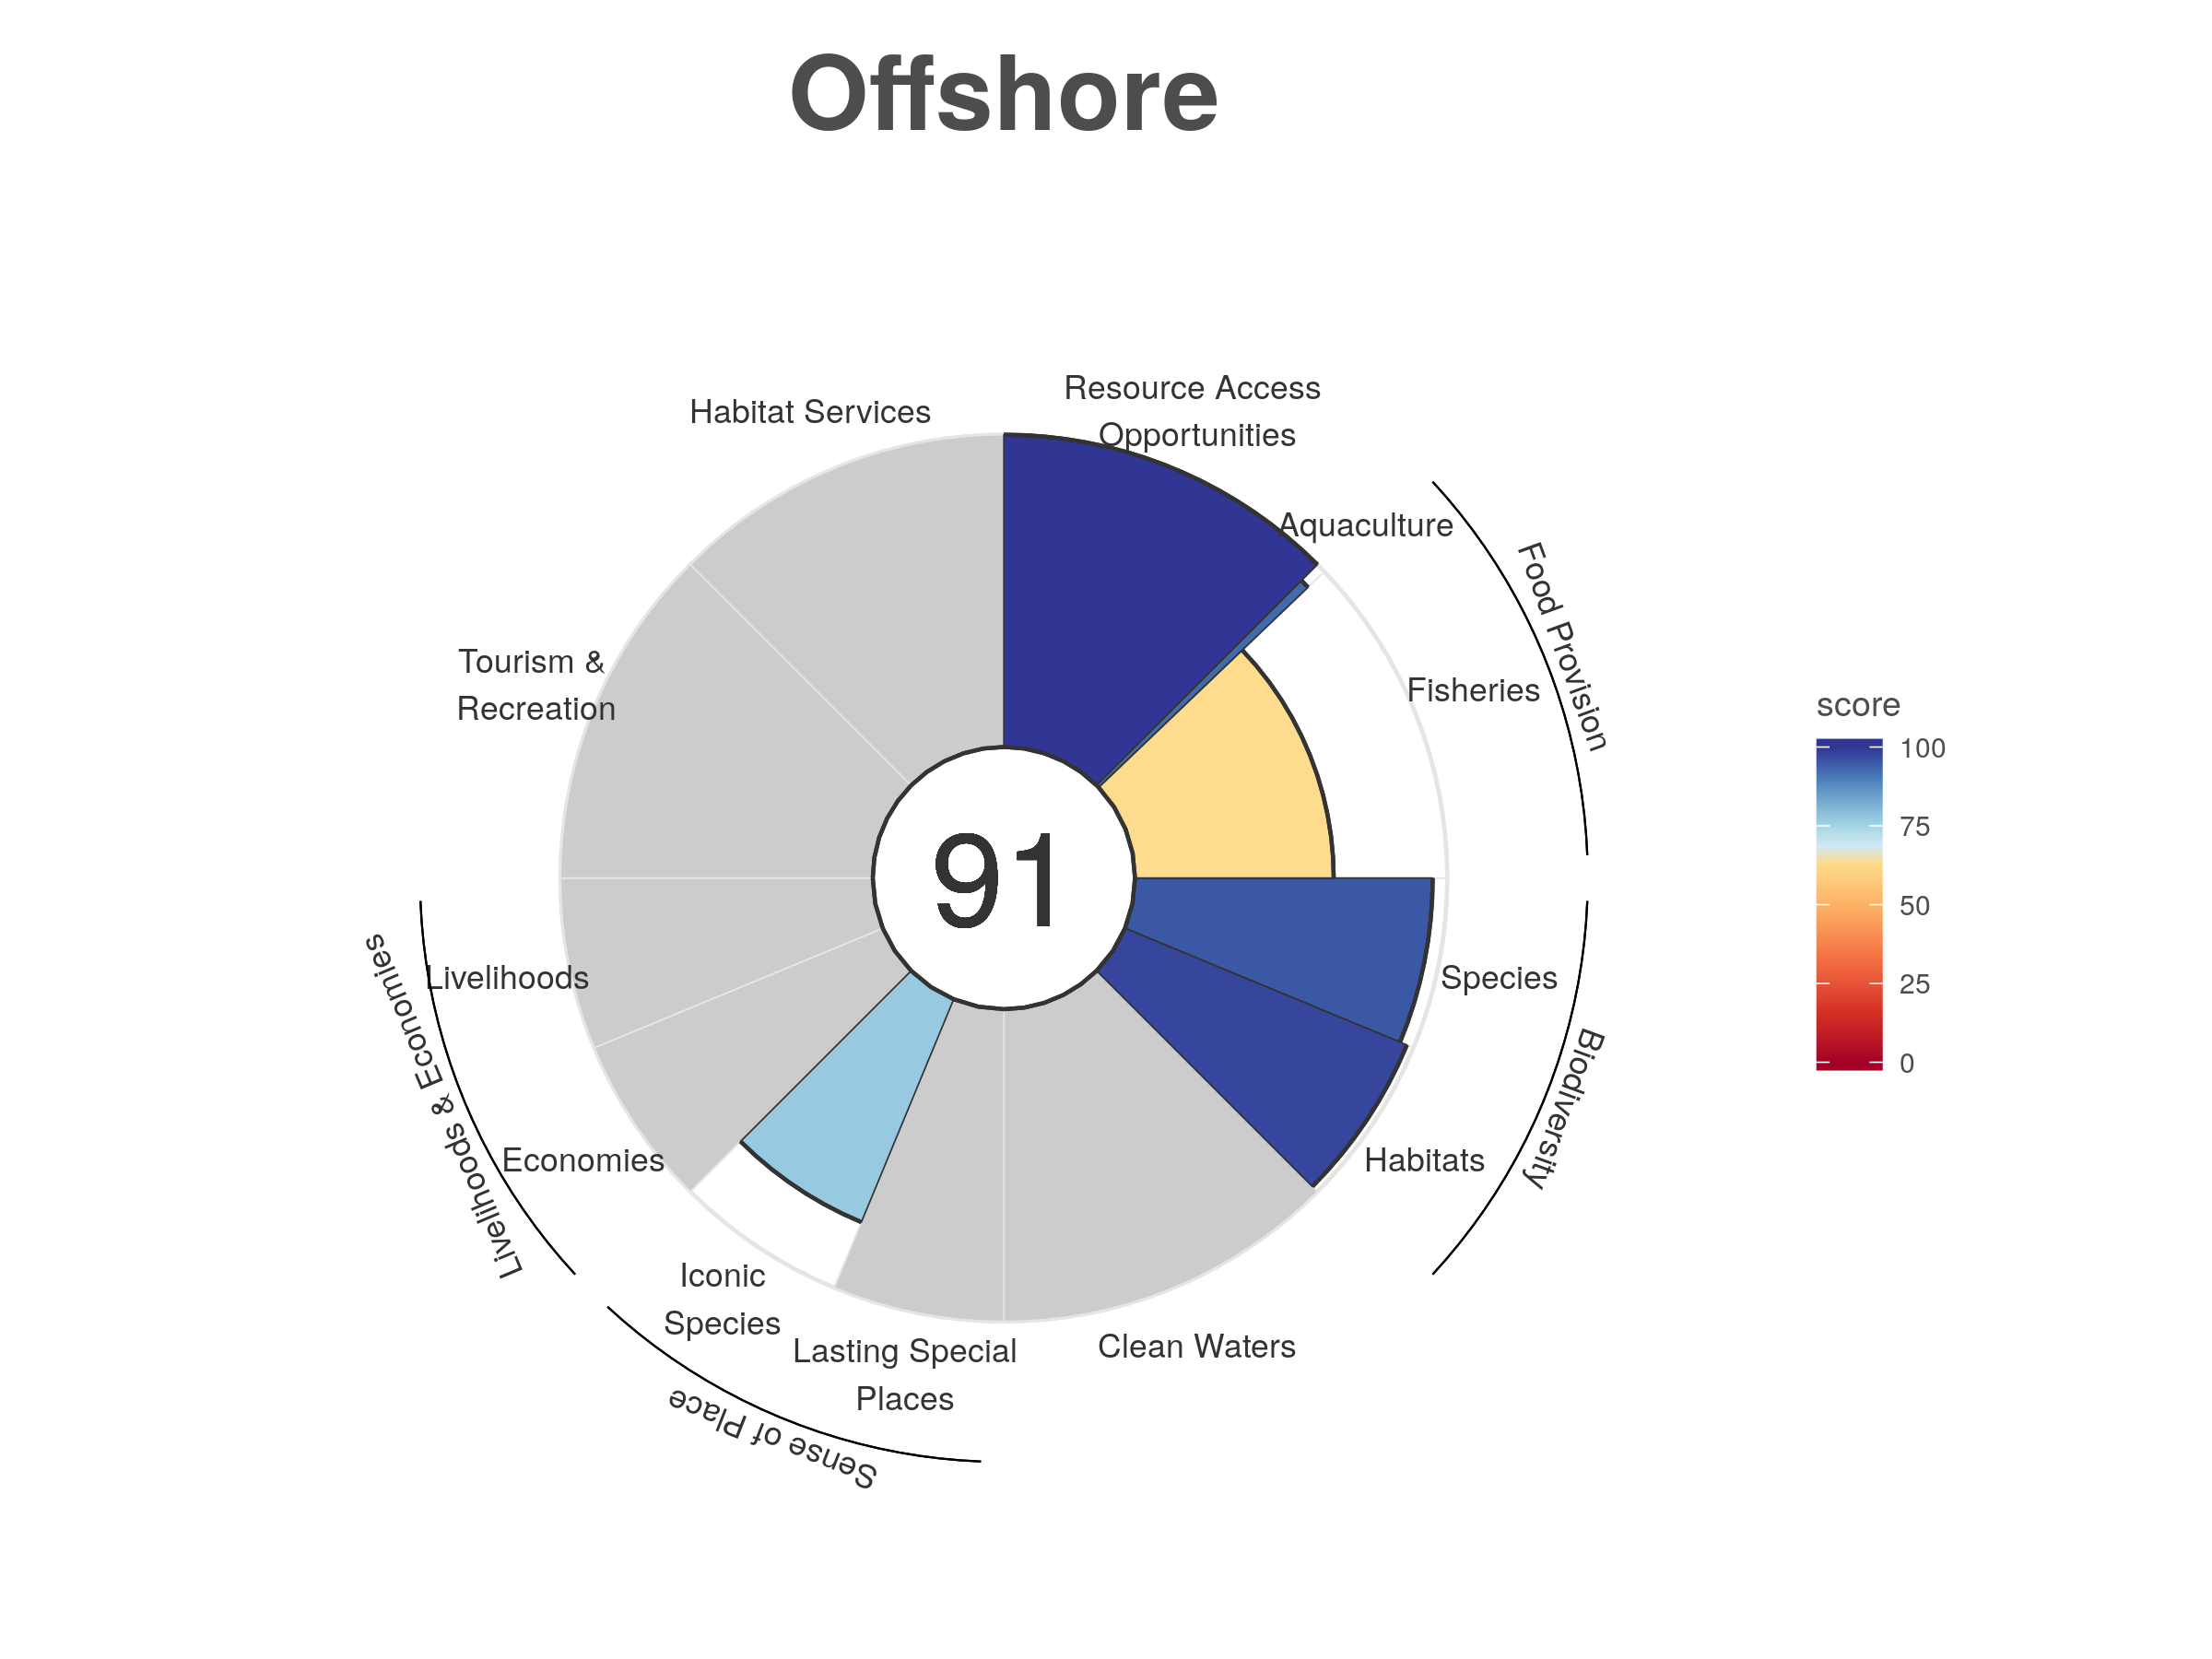 Offshore
Habitat Services
Resource Access
Opportunities
Aquaculture
Food Provision
Fisheries
Tourism &
Recreation
91
score
100
75
50
25
0
Livelihoods
Species
Livelihoods & Economies
Biodiversity
Economies
Habitats
Iconic
Species
Lasting Special
Places
Clean Waters
Sense of Place